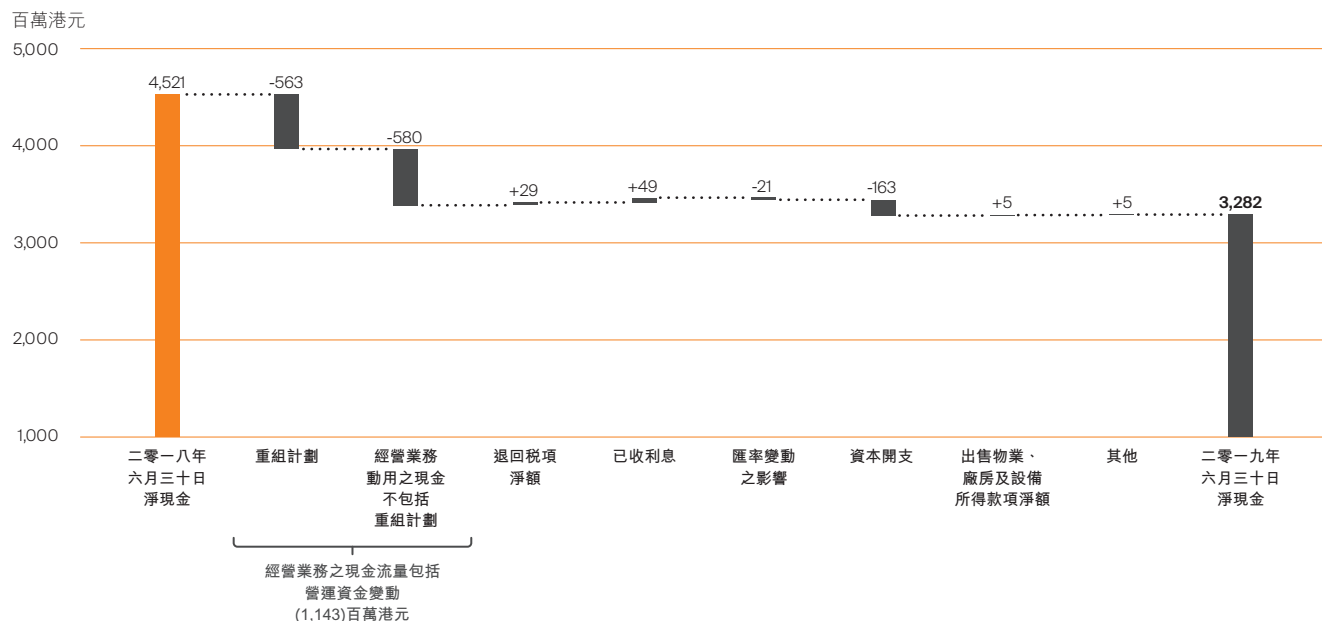 百萬港元
5,000
4,000
3,000
2,000
1,000
4,521
-563
-580
+29
+49
-21
-163
+5
+5
3,282
二零一八年
六月三十日
淨現金
重組計劃
經營業務
動用之現金
不包括
重組計劃
退回稅項
淨額
已收利息
匯率變動
之影響
資本開支
出售物業、
廠房及設備
所得款項淨額
其他
二零一九年
六月三十日
淨現金
經營業務之現金流量包括
營運資金變動
(1,143)百萬港元